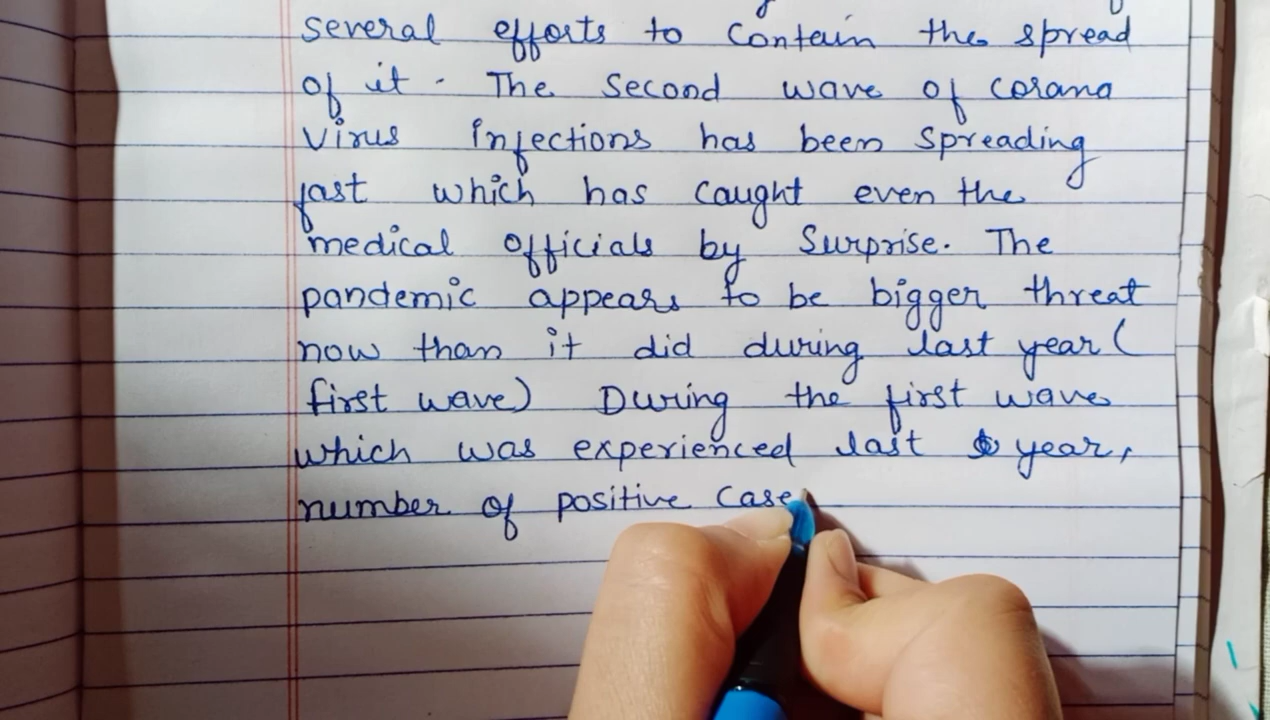 several efforts to contain the spread
of it. The second wave of corona
virus infections has been spreading
fast which has caught even the
medical officials by surprise. The
pandemic appears to be bigger threat
now than it did during last year (
first wave) During the first wave
which was experienced last year,
number of positive case